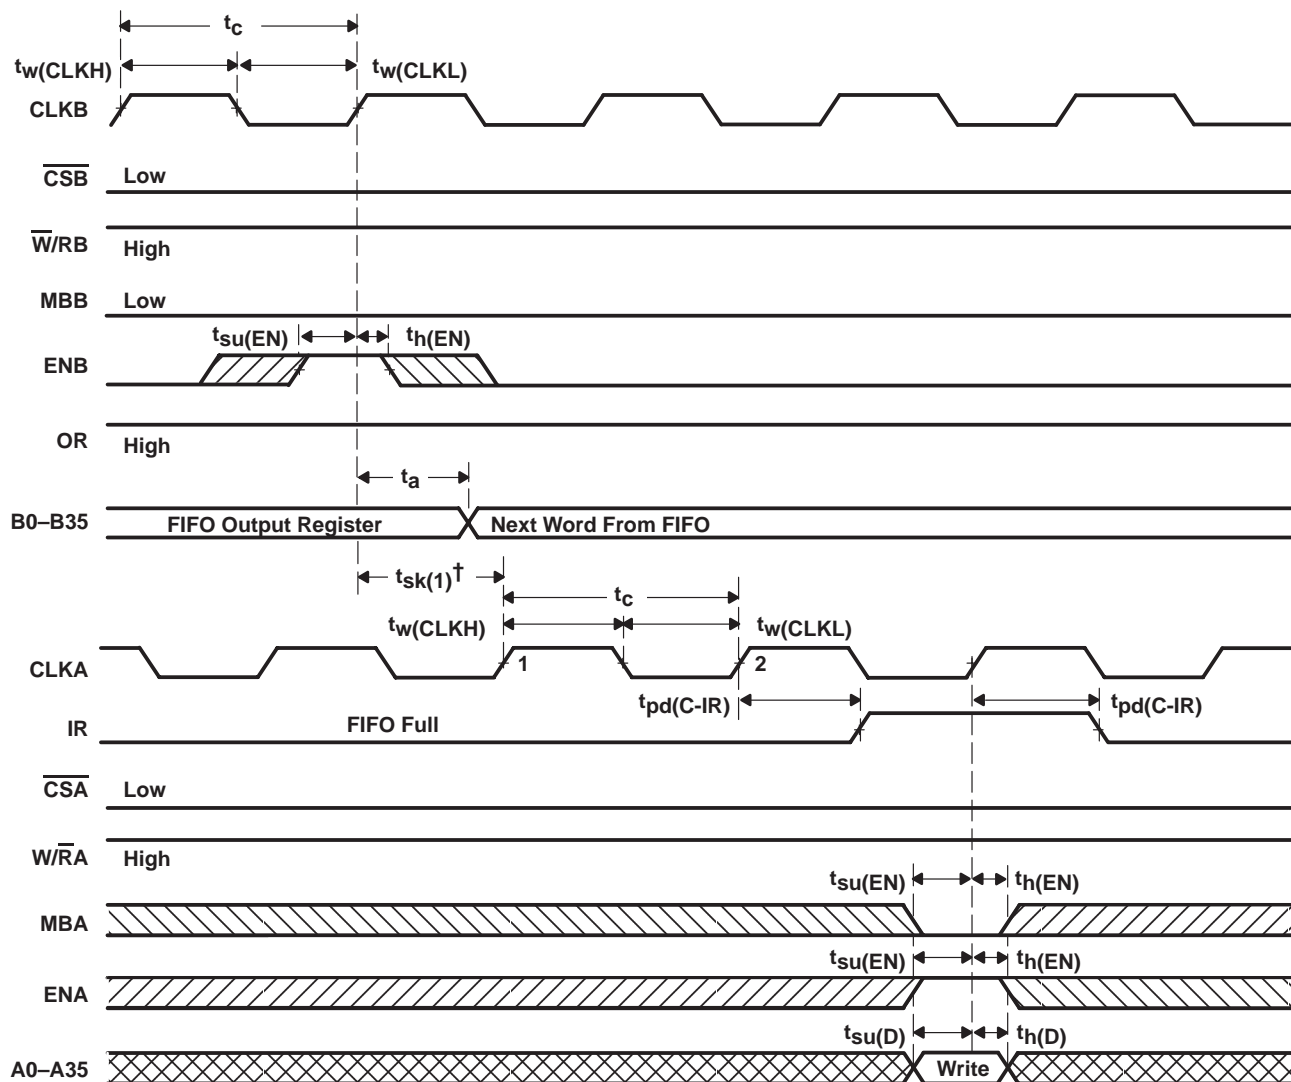 tc
tw(CLKH) tw(CLKL)
CLKB
CSB Low
W/RB High
MBB Low
tsu(EN) th(EN)
ENB
OR High
ta
B0–B35 FIFO Output Register Next Word From FIFO
tsk(1)†
tc
tw(CLKH) tw(CLKL)
CLKA 1 2
tpd(C-IR) tpd(C-IR)
IR FIFO Full
CSA Low
W/RA High
tsu(EN) th(EN)
MBA
tsu(EN) th(EN)
ENA
tsu(D) th(D)
A0–A35 Write